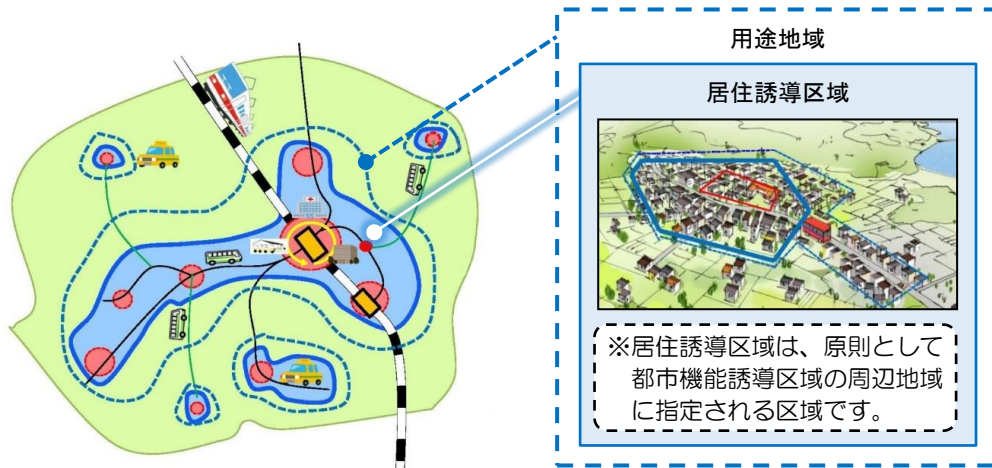 用途地域
居住誘導区域
※居住誘導区域は、原則として
都市機能誘導区域の周辺地域
に指定される区域です。